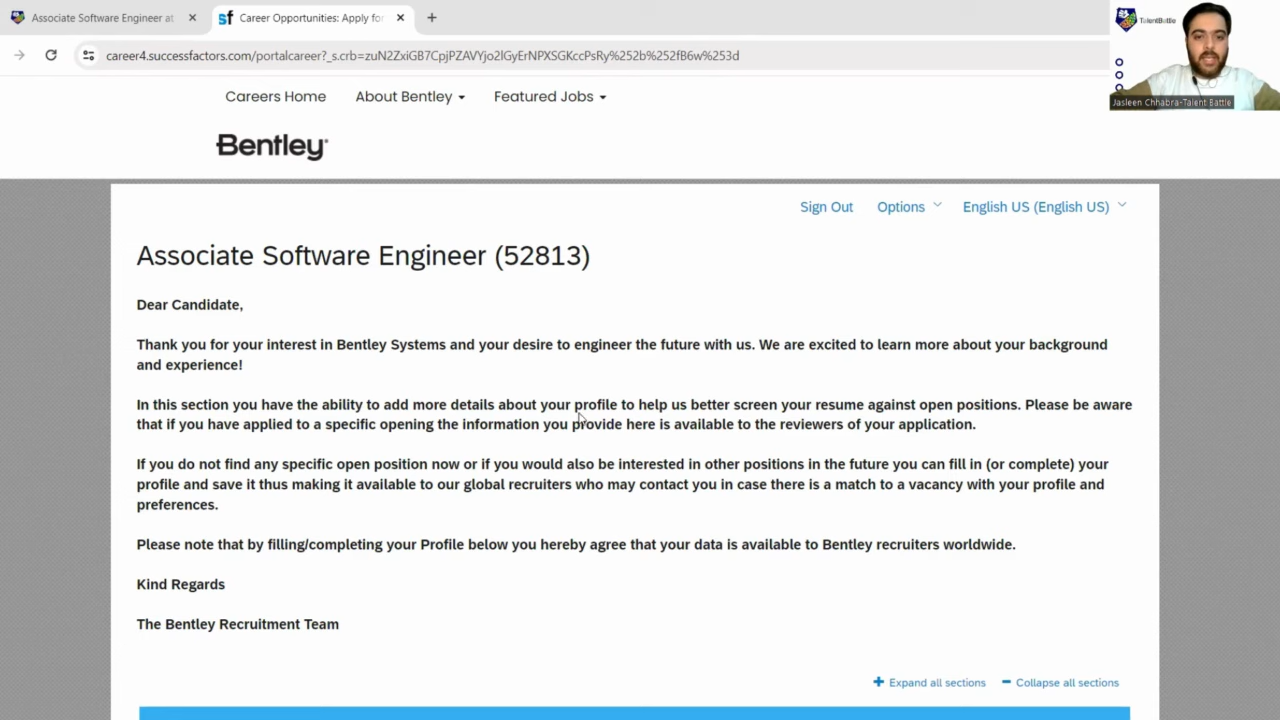 Associate Software Engineer at
Career Opportunities: Apply for
career4.successfactors.com/portalcareer?_s.crb=zuN2ZxiGB7CpjPZAVYjo2lGyErNPXSGKccPsRy%252b%252fB6w%253d
TalentBattle
Jasleen Chhabra-Talent Battle
Careers Home About Bentley Featured Jobs
Bentley
Sign Out Options English US (English US)
Associate Software Engineer (52813)
Dear Candidate,
Thank you for your interest in Bentley Systems and your desire to engineer the future with us. We are excited to learn more about your background
and experience!
In this section you have the ability to add more details about your profile to help us better screen your resume against open positions. Please be aware
that if you have applied to a specific opening the information you provide here is available to the reviewers of your application.
If you do not find any specific open position now or if you would also be interested in other positions in the future you can fill in (or complete) your
profile and save it thus making it available to our global recruiters who may contact you in case there is a match to a vacancy with your profile and
preferences.
Please note that by filling/completing your Profile below you hereby agree that your data is available to Bentley recruiters worldwide.
Kind Regards
The Bentley Recruitment Team
Expand all sections Collapse all sections